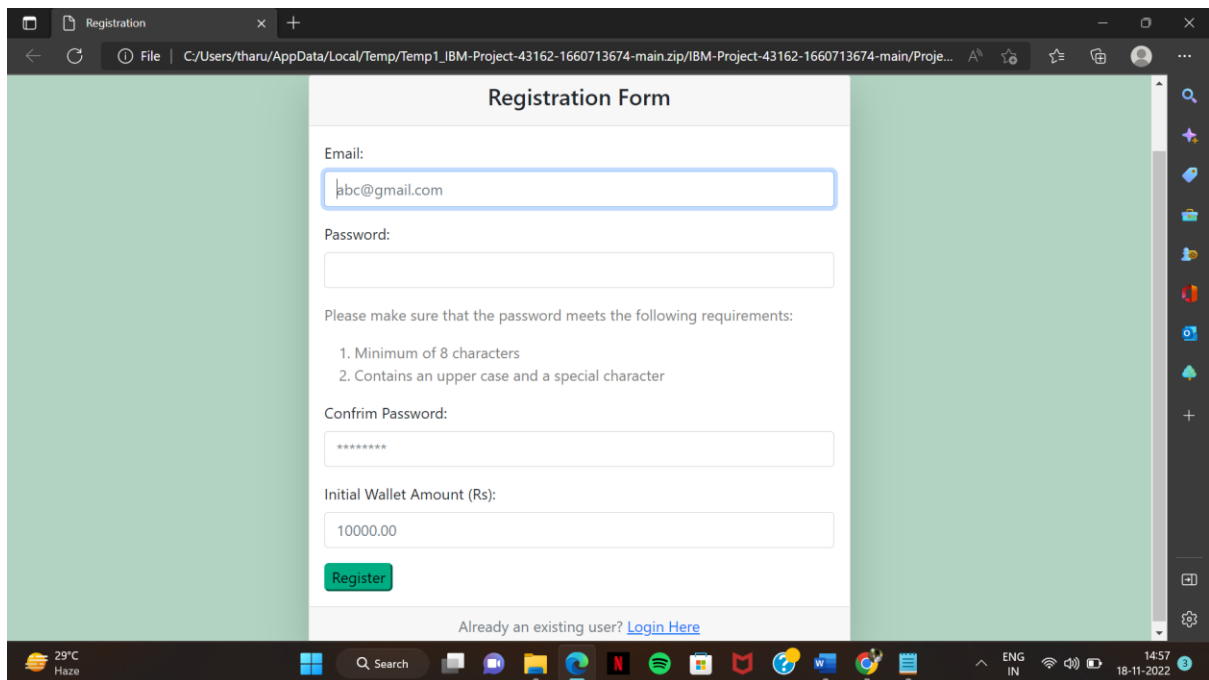 Registration
File | C:/Users/tharu/AppData/Local/Temp/Temp1_IBM-Project-43162-1660713674-main.zip/IBM-Project-43162-1660713674-main/Proje...
Registration Form
Email:
abc@gmail.com
Password:
Please make sure that the password meets the following requirements:
1. Minimum of 8 characters
2. Contains an upper case and a special character
Confrim Password:
********
Initial Wallet Amount (Rs):
10000.00
Register
Already an existing user? Login Here
29°C
Haze
Search
ENG
IN
14:57
18-11-2022
3